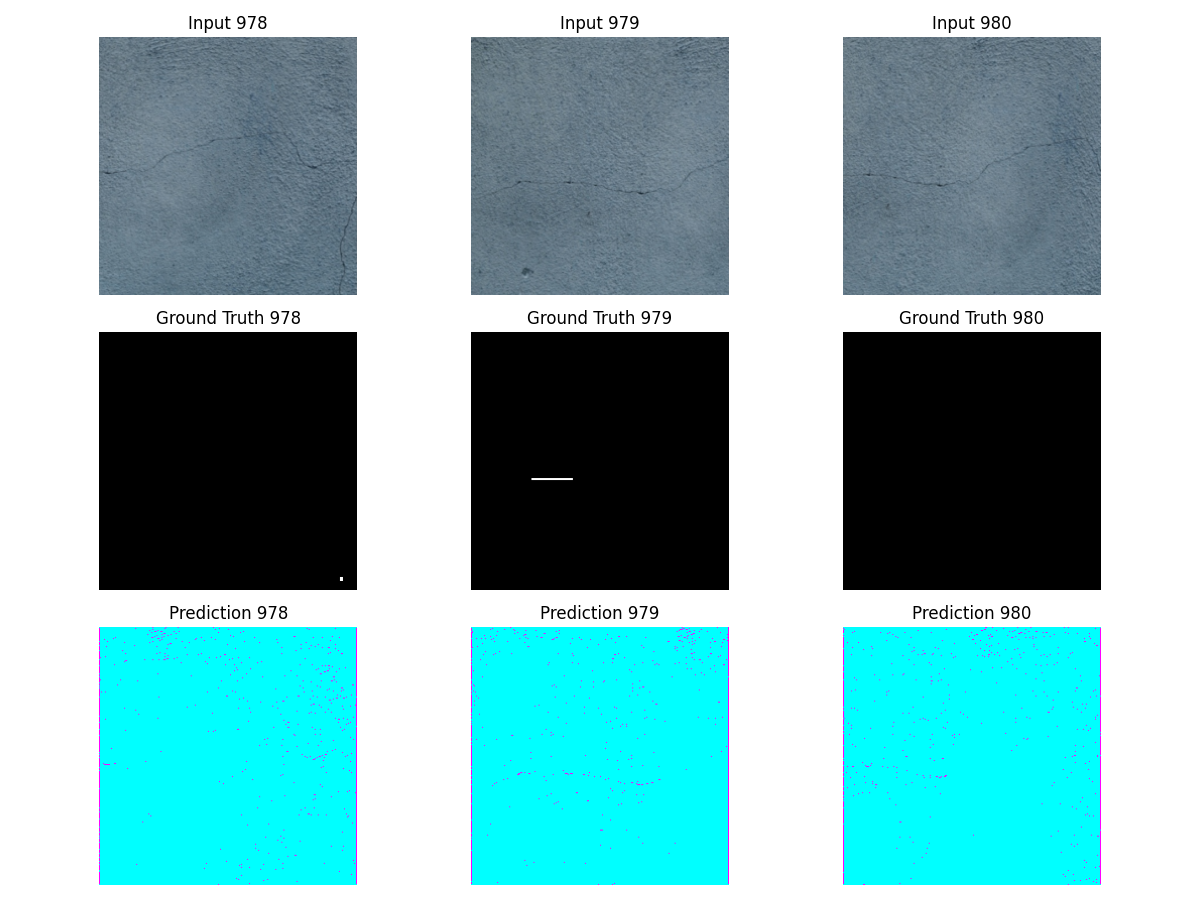 Input 978
Input 979
Input 980
Ground Truth 978
Ground Truth 979
Ground Truth 980
Prediction 978
Prediction 979
Prediction 980